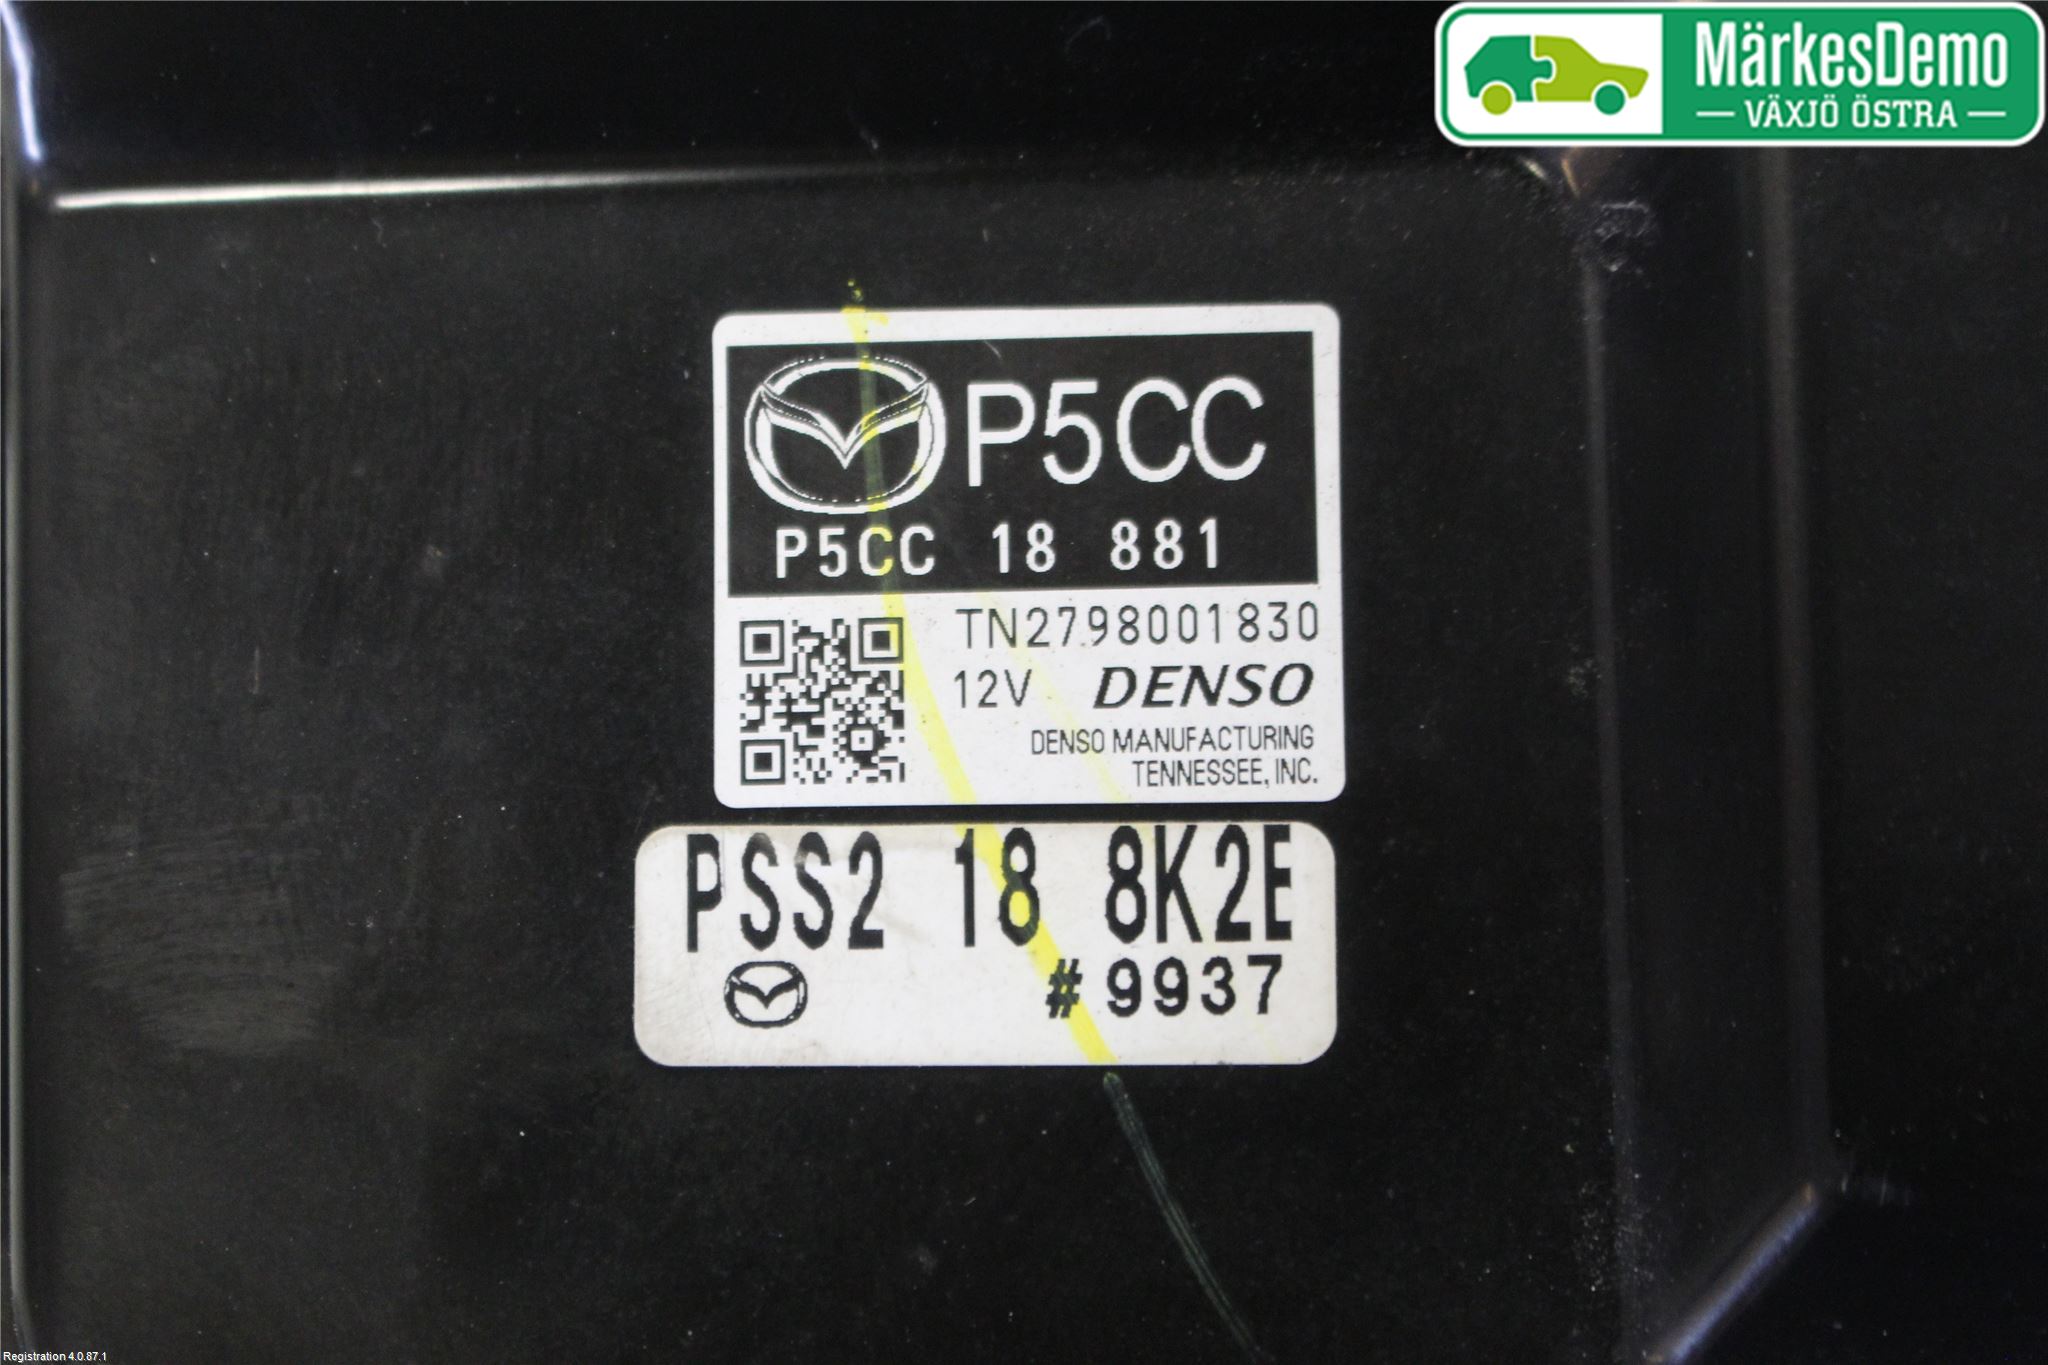 MärkesDemo
VÄXJÖ ÖSTRA
P5CC
P5CC 18 881
TN2798001830
12V DENSO
DENSO MANUFACTURING
TENNESSEE, INC.
PSS2 18 8K2E
#9937
Registration 4.0.87.1